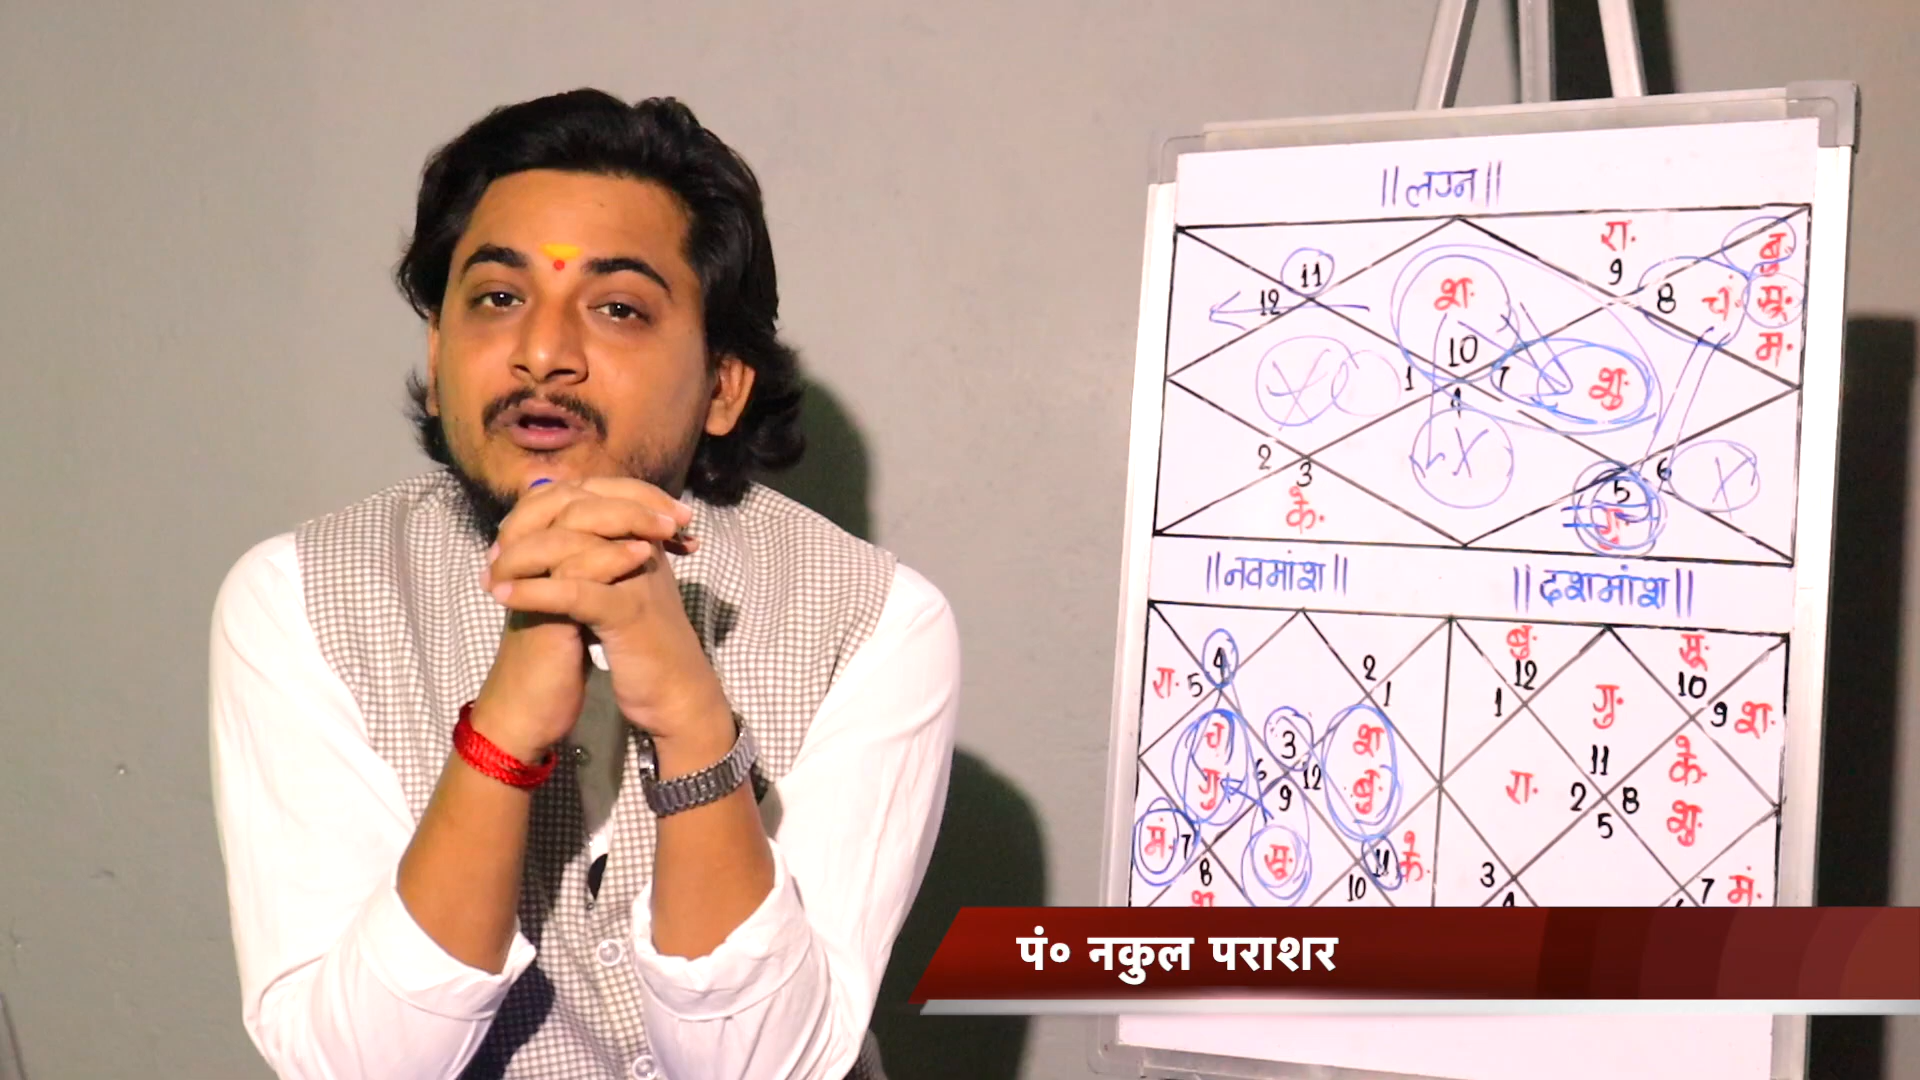 ॥लग्न॥
रा.
9
बु.
11
12
श.
10
8
चं.
सू.
मं.
1
7
शु.
4
2
3
के.
6
5
गु.
॥नवमांश॥
॥दशमांश॥
4
रा. 5
2
1
चं
गु.
3
श
बु.
6
12
9
मं. 7
8
सू.
11 के.
10
बु.
12
1
सू.
10
9 श.
गु.
11
रा.
2
8
के.
शु.
5
3
7 मं.
पं० नकुल पराशर